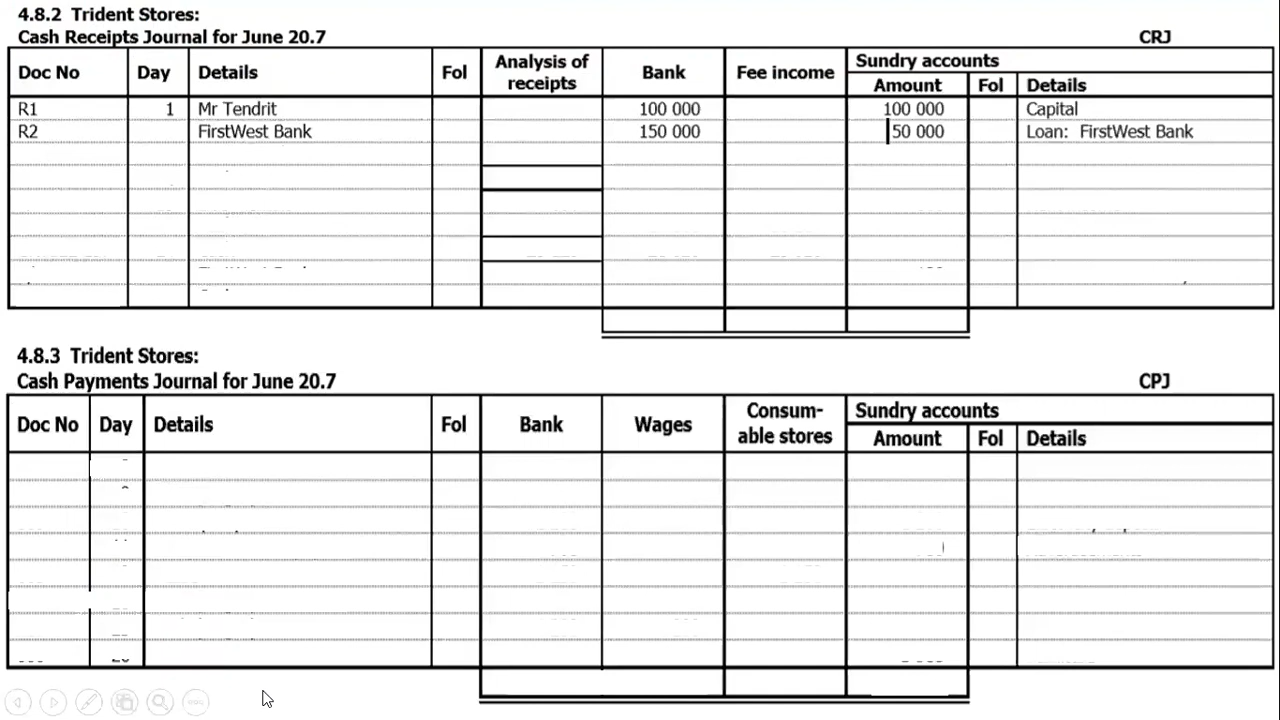 4.8.2 Trident Stores:
Cash Receipts Journal for June 20.7 CRJ
Doc No Day Details Fol Analysis of receipts Bank Fee income Sundry accounts
Amount Fol Details
R1 1 Mr Tendrit 100 000 100 000 Capital
R2 FirstWest Bank 150 000 50 000 Loan: FirstWest Bank
4.8.3 Trident Stores:
Cash Payments Journal for June 20.7 CPJ
Doc No Day Details Fol Bank Wages Consum-able stores Sundry accounts
Amount Fol Details